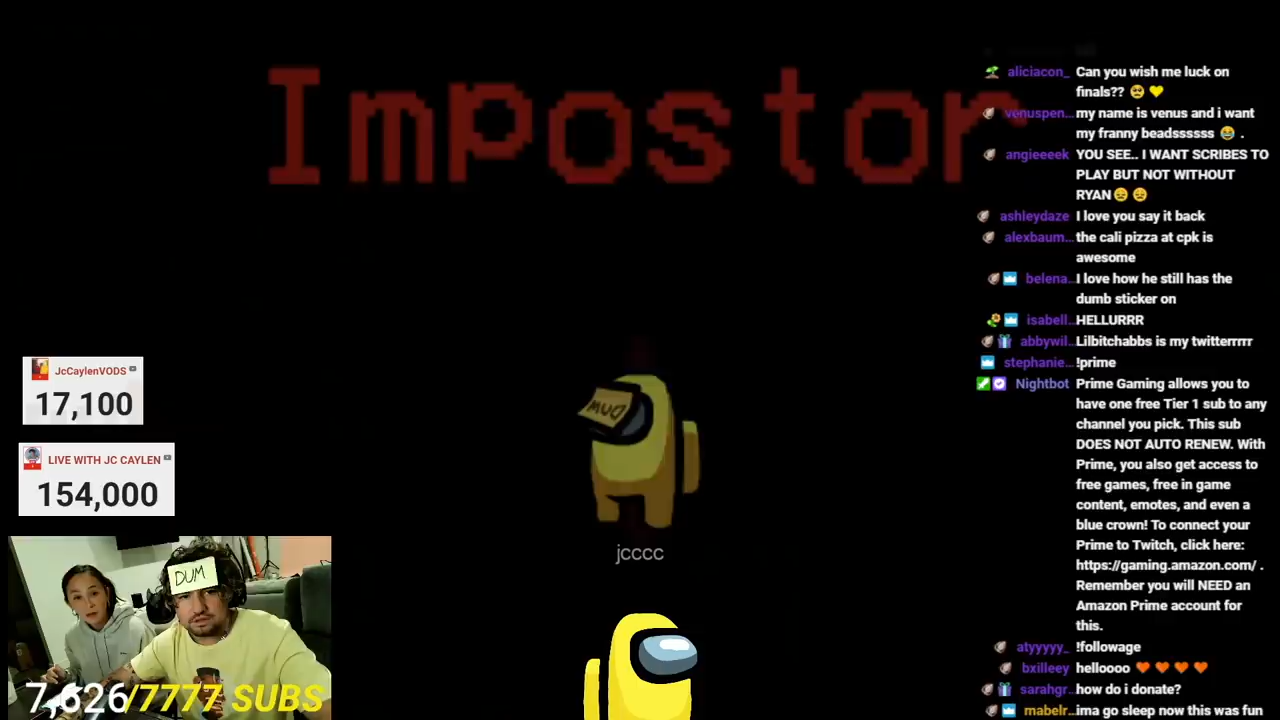 Impostor
aliciacon_ Can you wish me luck on
finals?? 🥺 💛
venuspen... my name is venus and i want
my franny beadssssss 😂 .
angieeeek YOU SEE.. I WANT SCRIBES TO
PLAY BUT NOT WITHOUT
RYAN😔 😔
ashleydaze I love you say it back
alexbaum... the cali pizza at cpk is
awesome
belena... I love how he still has the
dumb sticker on
isabell... HELLURRR
abbywil... Lilbitchabbs is my twitterrrrr
stephanie... !prime
Nightbot Prime Gaming allows you to
have one free Tier 1 sub to any
channel you pick. This sub
DOES NOT AUTO RENEW. With
Prime, you also get access to
free games, free in game
content, emotes, and even a
blue crown! To connect your
Prime to Twitch, click here:
https://gaming.amazon.com/ .
Remember you will NEED an
Amazon Prime account for
this.
atyyyyy_ !followage
bxilleey helloooo 🧡 🧡 🧡 🧡
sarahgr... how do i donate?
mabelr... ima go sleep now this was fun
JcCaylenVODS
17,100
LIVE WITH JC CAYLEN
154,000
DUM
jcccc
DUM
7,626/7777 SUBS